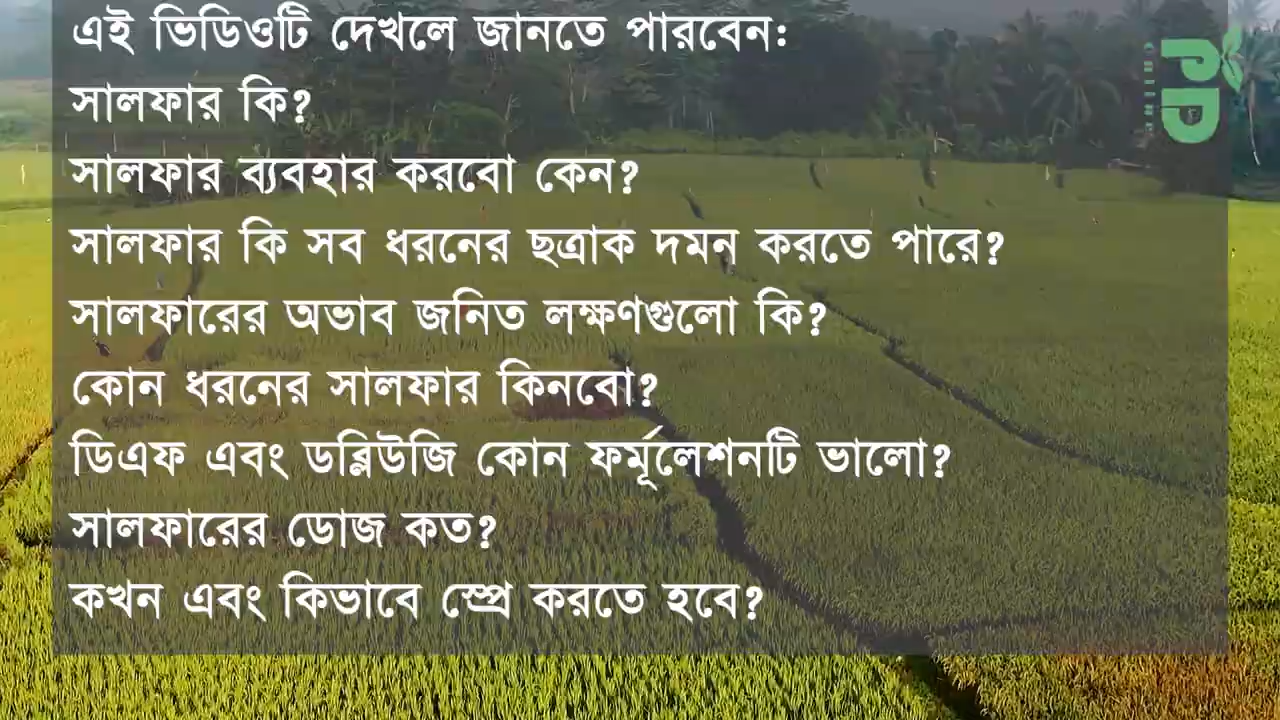 এই ভিডিওটি দেখলে জানতে পারবেন:
সালফার কি?
সালফার ব্যবহার করবো কেন?
সালফার কি সব ধরনের ছত্রাক দমন করতে পারে?
সালফারের অভাব জনিত লক্ষণগুলো কি?
কোন ধরনের সালফার কিনবো?
ডিএফ এবং ডব্লিউজি কোন ফর্মূলেশনটি ভালো?
সালফারের ডোজ কত?
কখন এবং কিভাবে স্প্রে করতে হবে?
PD